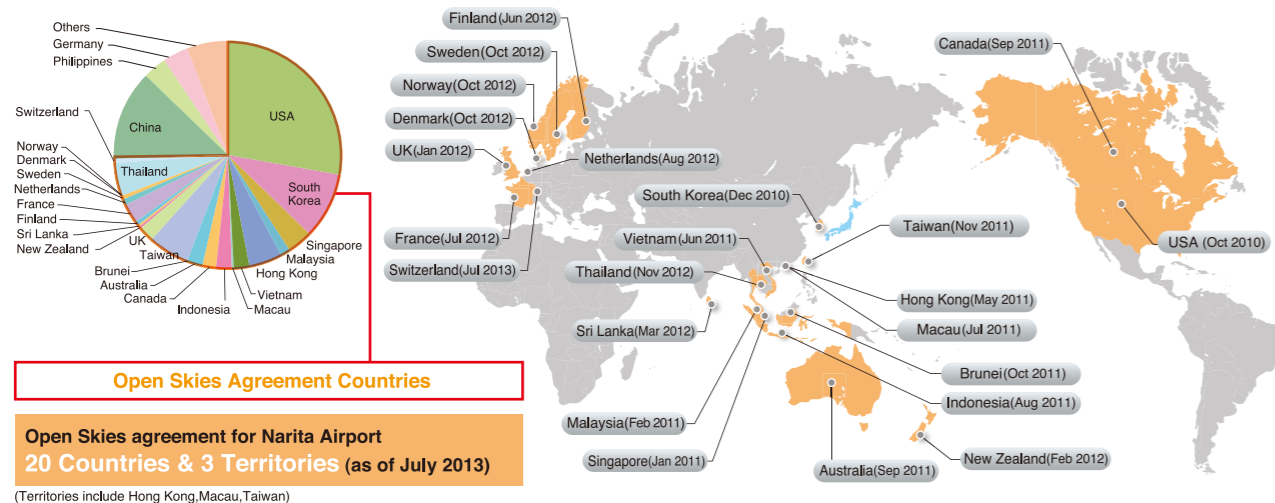 Others
Germany
Philippines
China
USA
Switzerland
Thailand
Norway
Denmark
Sweden
Netherlands
France
Finland
Sri Lanka
New Zealand
UK
Taiwan
Brunei
Australia
Canada
Indonesia
Macau
Vietnam
Hong Kong
Malaysia
Singapore
South
Korea
Open Skies Agreement Countries
Open Skies agreement for Narita Airport
20 Countries & 3 Territories (as of July 2013)
(Territories include Hong Kong,Macau,Taiwan)
Finland(Jun 2012)
Sweden(Oct 2012)
Norway(Oct 2012)
Denmark(Oct 2012)
UK(Jan 2012)
Netherlands(Aug 2012)
France(Jul 2012)
Switzerland(Jul 2013)
South Korea(Dec 2010)
Vietnam(Jun 2011)
Thailand(Nov 2012)
Sri Lanka(Mar 2012)
Malaysia(Feb 2011)
Singapore(Jan 2011)
Canada(Sep 2011)
Taiwan(Nov 2011)
USA (Oct 2010)
Hong Kong(May 2011)
Macau(Jul 2011)
Brunei(Oct 2011)
Indonesia(Aug 2011)
New Zealand(Feb 2012)
Australia(Sep 2011)